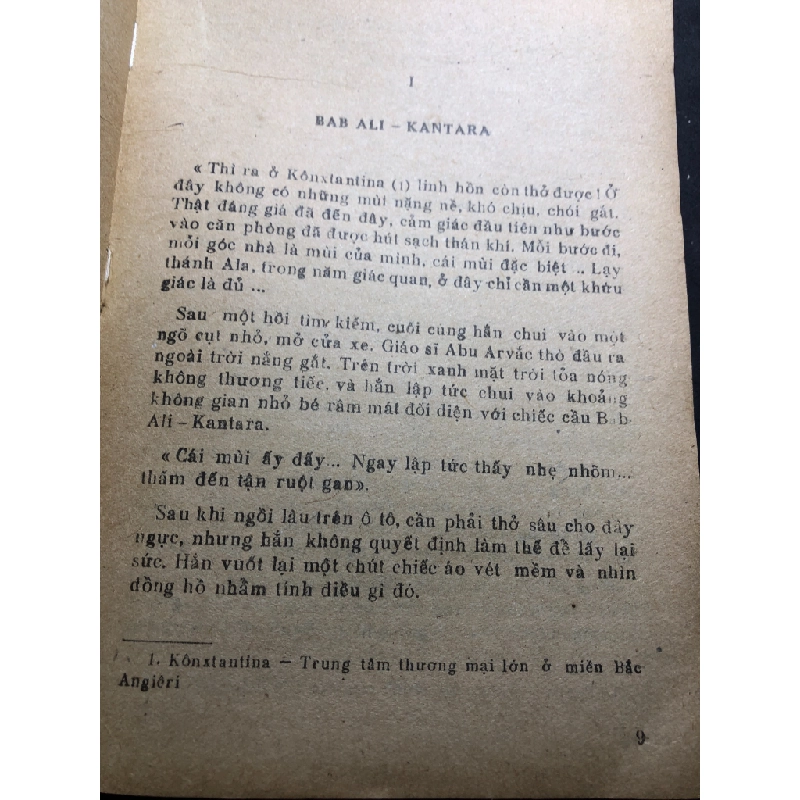 1
BAB ALI – KANTARA
« Thì ra ở Kônxtantina (1) linh hồn còn thở được ! Ở
đây không có những mùi nặng nề, khó chịu, chói gắt.
Thật đáng giá đã đến đây, cảm giác đầu tiên như bước
vào căn phòng đã được hút sạch thán khí. Mỗi bước đi,
mỗi góc nhà là mùi của mình, cái mùi đặc biệt .. Lạy
thánh Ala, trong năm giác quan, ở đây chỉ cần một khứu
giác là đủ ...
Sau một hồi tìm kiếm, cuối cùng hắn chui vào một
ngõ cụt nhỏ, mở cửa xe. Giáo sĩ Abu Arvắc thò đầu ra
ngoài trời nắng gắt. Trên trời xanh mặt trời tỏa nóng
không thương tiếc, và hắn lập tức chui vào khoảng
không gian nhỏ bé râm mát đối diện với chiếc cầu Bab
Ali – Kantara.
« Cái mùi ấy đấy... Ngay lập tức thấy nhẹ nhõm...
thấm đến tận ruột gan».
Sau khi ngồi lâu trên ô tô, cần phải thở sâu cho đầy
ngực, nhưng hắn không quyết định làm thế để lấy lại
sức. Hắn vuốt lại một chút chiếc áo vét mềm và nhìn
đồng hồ nhẩm tính điều gì đó.
1. Kônxtantina — Trung tâm thương mại lớn ở miền Bắc
Angiêri
9